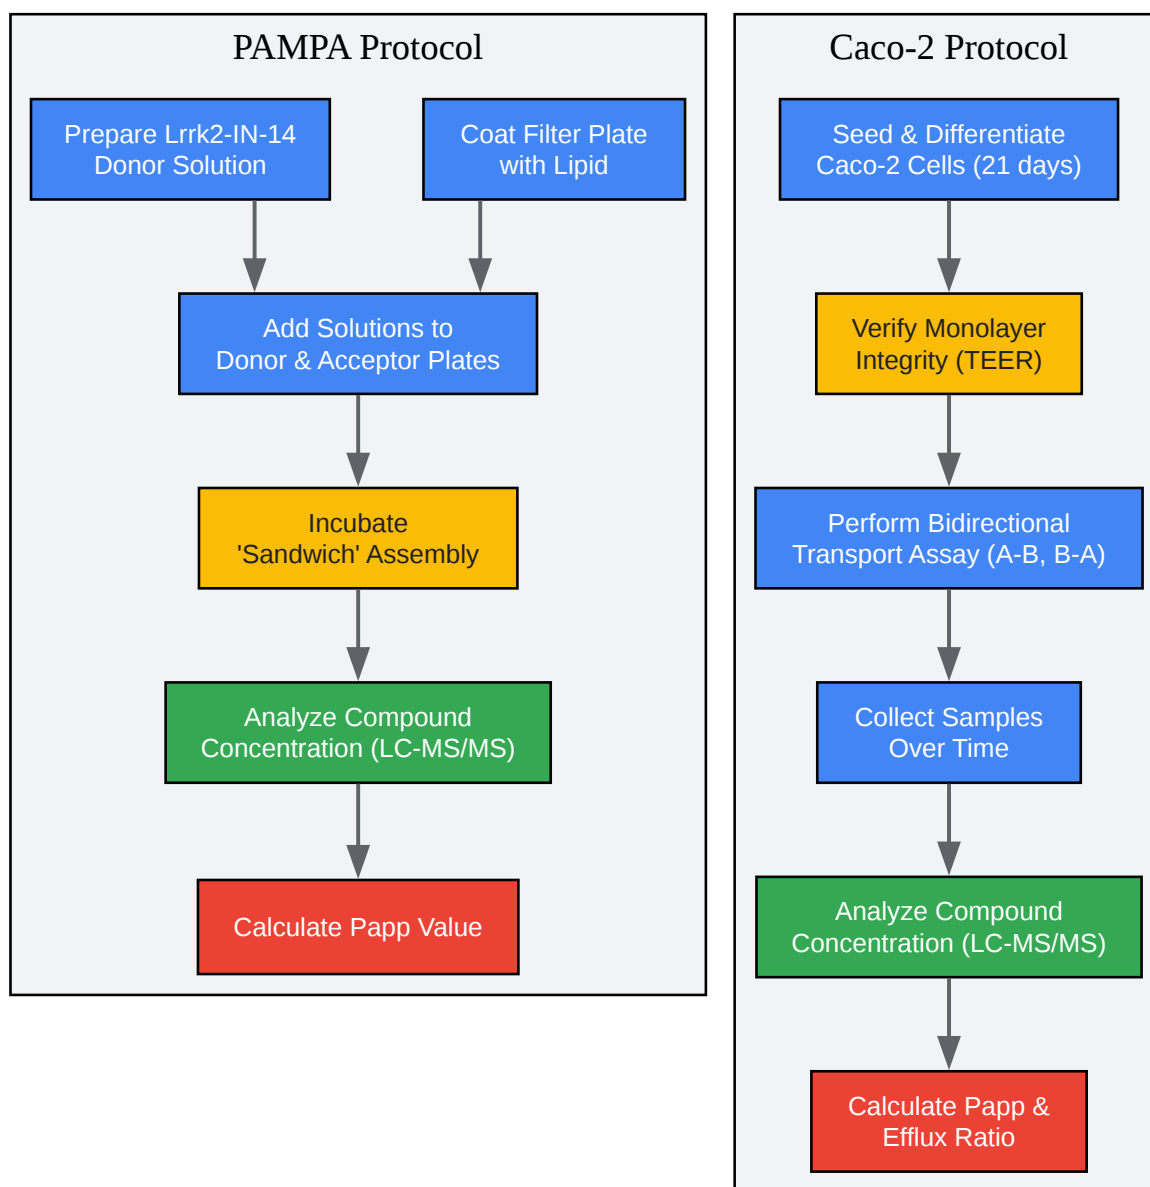 PAMPA Protocol
Prepare Lrrk2-IN-14
Donor Solution
Coat Filter Plate
with Lipid
Add Solutions to
Donor & Acceptor Plates
Incubate
'Sandwich' Assembly
Analyze Compound
Concentration (LC-MS/MS)
Calculate Papp Value
Caco-2 Protocol
Seed & Differentiate
Caco-2 Cells (21 days)
Verify Monolayer
Integrity (TEER)
Perform Bidirectional
Transport Assay (A-B, B-A)
Collect Samples
Over Time
Analyze Compound
Concentration (LC-MS/MS)
Calculate Papp &
Efflux Ratio